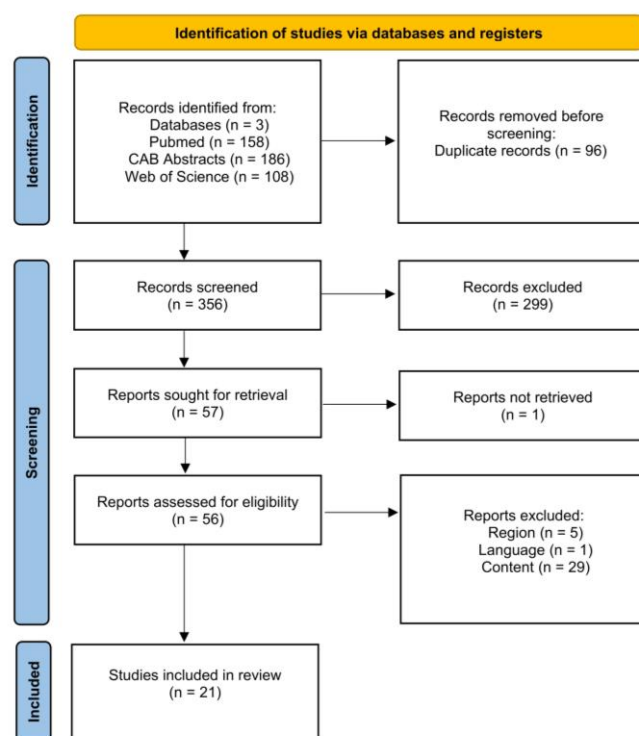 Identification of studies via databases and registers
Identification
Records identified from:
Databases (n = 3)
Pubmed (n = 158)
CAB Abstracts (n = 186)
Web of Science (n = 108)
Records removed before
screening:
Duplicate records (n = 96)
Screening
Records screened
(n = 356)
Records excluded
(n = 299)
Reports sought for retrieval
(n = 57)
Reports not retrieved
(n = 1)
Reports assessed for eligibility
(n = 56)
Reports excluded:
Region (n = 5)
Language (n = 1)
Content (n = 29)
Included
Studies included in review
(n = 21)